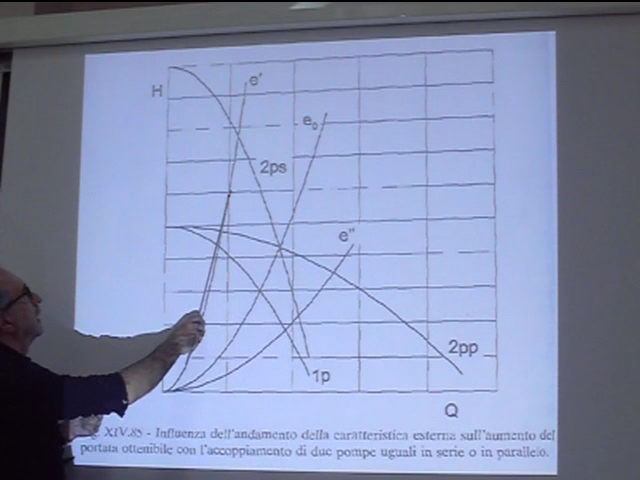 H
e'
e₀
2ps
e"
2pp
1p
Q
XIV.85 - Influenza dell'andamento della caratteristica esterna sull'aumento del
portata ottenibile con l'accoppiamento di due pompe uguali in serie o in parallelo.